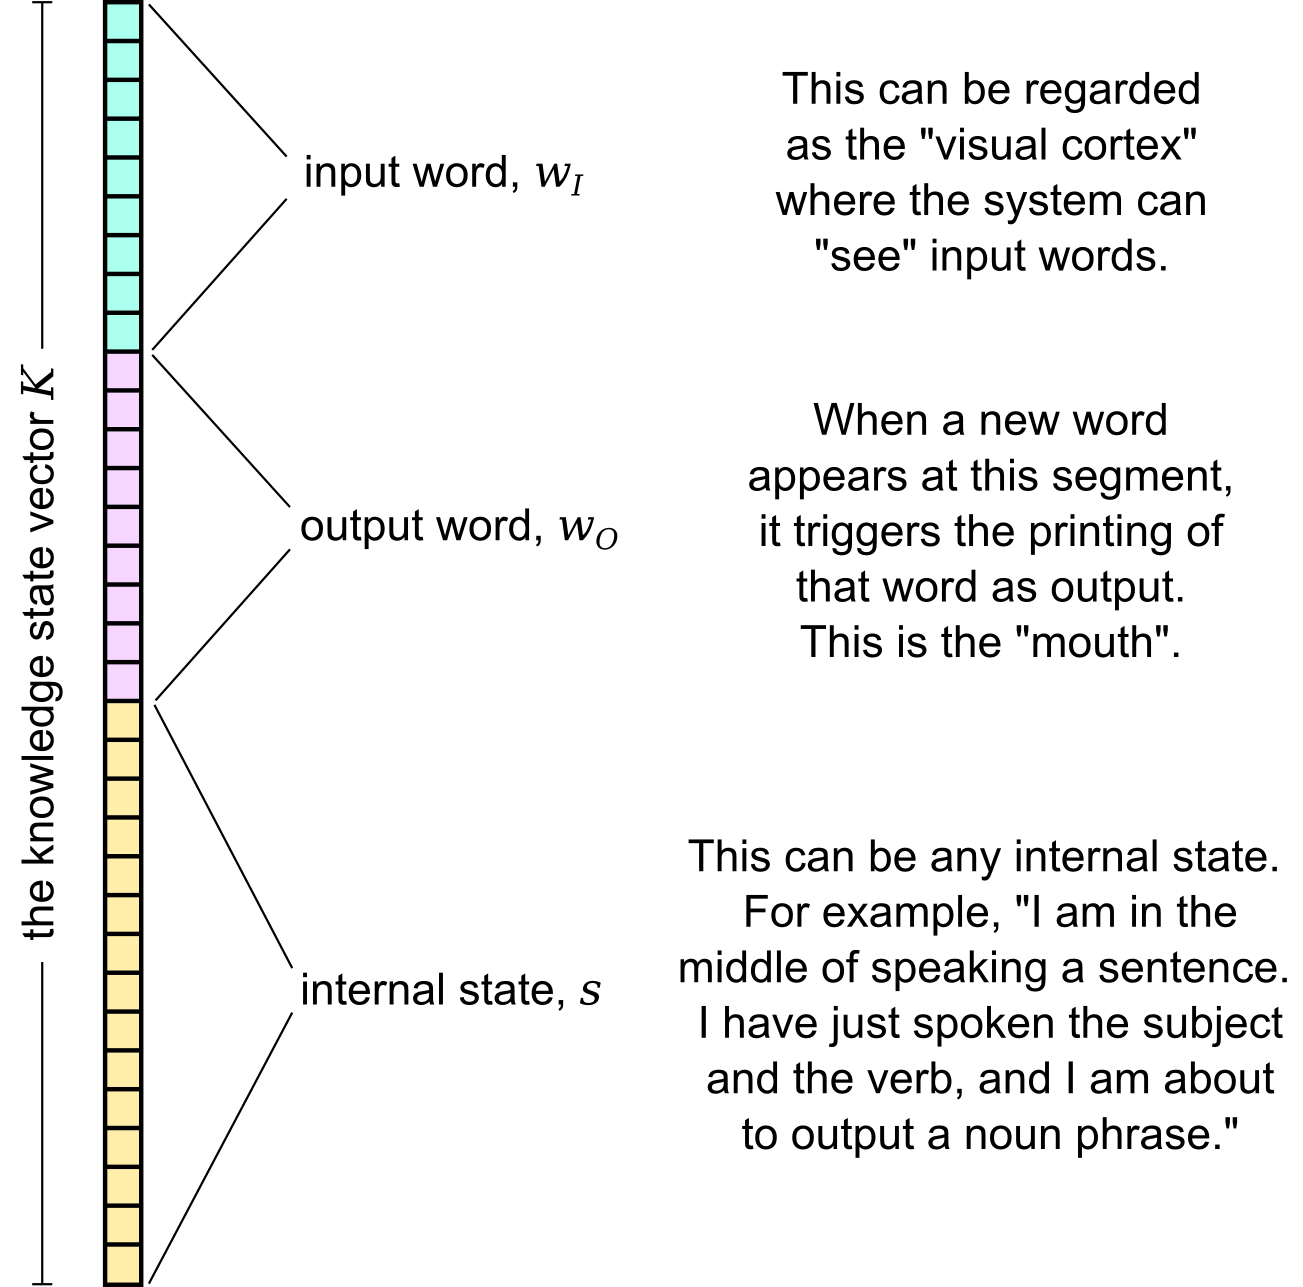 the knowledge state vector K
input word, w_I
This can be regarded
as the "visual cortex"
where the system can
"see" input words.
output word, w_O
When a new word
appears at this segment,
it triggers the printing of
that word as output.
This is the "mouth".
internal state, s
This can be any internal state.
For example, "I am in the
middle of speaking a sentence.
I have just spoken the subject
and the verb, and I am about
to output a noun phrase."